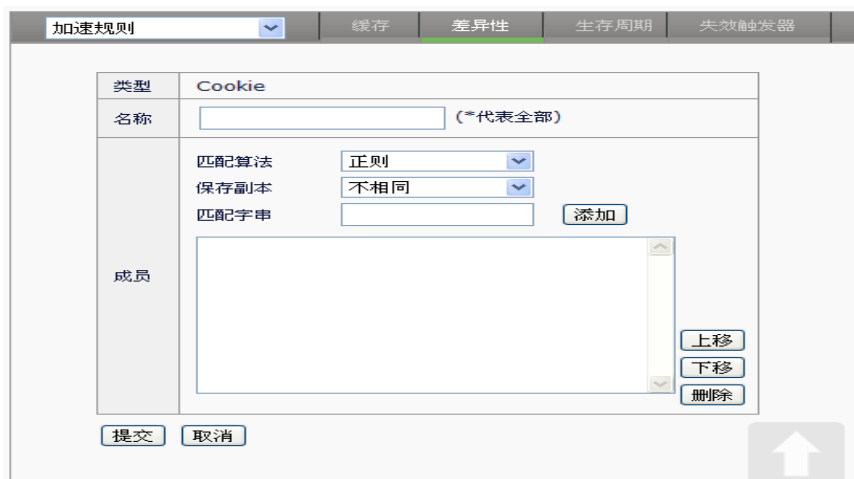 加速规则 缓存 差异性 生存周期 失效触发器
类型 Cookie
名称 (*代表全部)
匹配算法 正则
保存副本 不相同
匹配字串 添加
成员
上移
下移
删除
提交 取消